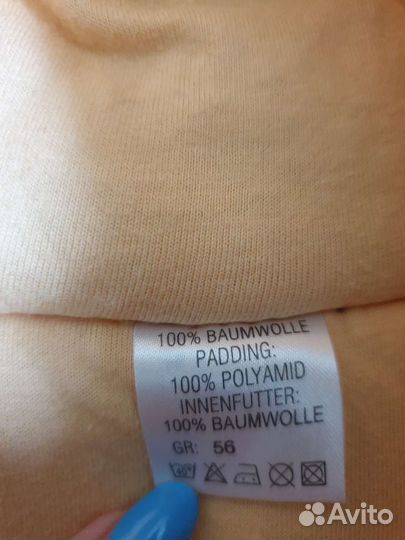 100% BAUMWOLLE
PADDING:
100% POLYAMID
INNENFUTTER:
100% BAUMWOLLE
GR: 56
Avito